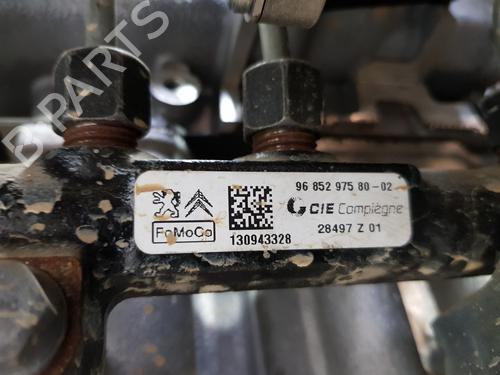 B-PARTS
96 852 975 80-02
CIE Compiègne
FoMoCo
130943328
28497 Z 01